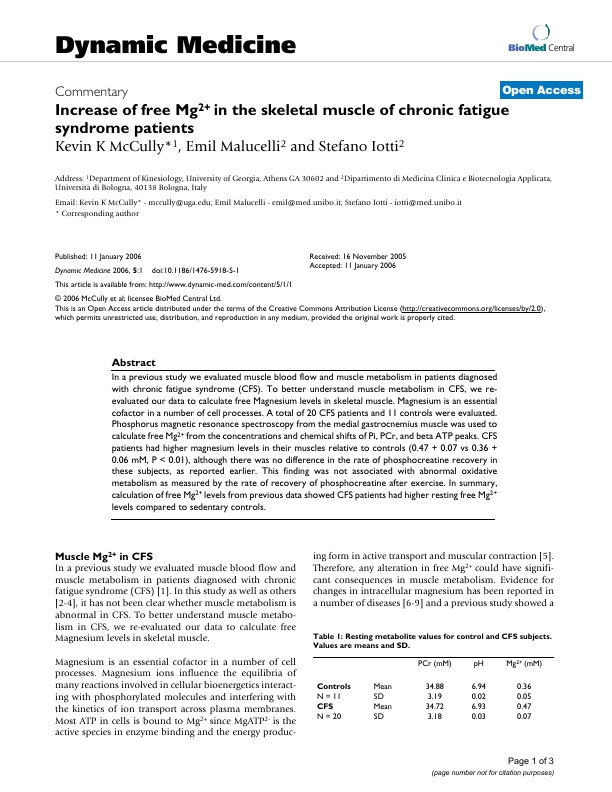 Dynamic Medicine
BioMed Central
Commentary
Open Access
Increase of free Mg²⁺ in the skeletal muscle of chronic fatigue
syndrome patients
Kevin K McCully*¹, Emil Malucelli² and Stefano Iotti²
Address: ¹Department of Kinesiology, University of Georgia, Athens GA 30602 and ²Dipartimento di Medicina Clinica e Biotecnologia Applicata,
Università di Bologna, 40138 Bologna, Italy
Email: Kevin K McCully* - mccully@uga.edu; Emil Malucelli - emil@med.unibo.it; Stefano Iotti - iotti@med.unibo.it
* Corresponding author
Published: 11 January 2006
Dynamic Medicine 2006, 5:1 doi:10.1186/1476-5918-5-1
Received: 16 November 2005
Accepted: 11 January 2006
This article is available from: http://www.dynamic-med.com/content/5/1/1
© 2006 McCully et al; licensee BioMed Central Ltd.
This is an Open Access article distributed under the terms of the Creative Commons Attribution License (http://creativecommons.org/licenses/by/2.0),
which permits unrestricted use, distribution, and reproduction in any medium, provided the original work is properly cited.
Abstract
In a previous study we evaluated muscle blood flow and muscle metabolism in patients diagnosed
with chronic fatigue syndrome (CFS). To better understand muscle metabolism in CFS, we re-
evaluated our data to calculate free Magnesium levels in skeletal muscle. Magnesium is an essential
cofactor in a number of cell processes. A total of 20 CFS patients and 11 controls were evaluated.
Phosphorus magnetic resonance spectroscopy from the medial gastrocnemius muscle was used to
calculate free Mg²⁺ from the concentrations and chemical shifts of Pi, PCr, and beta ATP peaks. CFS
patients had higher magnesium levels in their muscles relative to controls (0.47 + 0.07 vs 0.36 +
0.06 mM, P < 0.01), although there was no difference in the rate of phosphocreatine recovery in
these subjects, as reported earlier. This finding was not associated with abnormal oxidative
metabolism as measured by the rate of recovery of phosphocreatine after exercise. In summary,
calculation of free Mg²⁺ levels from previous data showed CFS patients had higher resting free Mg²⁺
levels compared to sedentary controls.
Muscle Mg²⁺ in CFS
In a previous study we evaluated muscle blood flow and
muscle metabolism in patients diagnosed with chronic
fatigue syndrome (CFS) [1]. In this study as well as others
[2-4], it has not been clear whether muscle metabolism is
abnormal in CFS. To better understand muscle metabo-
lism in CFS, we re-evaluated our data to calculate free
Magnesium levels in skeletal muscle.
Magnesium is an essential cofactor in a number of cell
processes. Magnesium ions influence the equilibria of
many reactions involved in cellular bioenergetics interact-
ing with phosphorylated molecules and interfering with
the kinetics of ion transport across plasma membranes.
Most ATP in cells is bound to Mg²⁺ since MgATP²⁻ is the
active species in enzyme binding and the energy produc-
ing form in active transport and muscular contraction [5].
Therefore, any alteration in free Mg²⁺ could have signifi-
cant consequences in muscle metabolism. Evidence for
changes in intracellular magnesium has been reported in
a number of diseases [6-9] and a previous study showed a
Table 1: Resting metabolite values for control and CFS subjects.
Values are means and SD.
PCr (mM) pH Mg²⁺ (mM)
Controls Mean 34.88 6.94 0.36
N = 11 SD 3.19 0.02 0.05
CFS Mean 34.72 6.93 0.47
N = 20 SD 3.18 0.03 0.07
Page 1 of 3
(page number not for citation purposes)